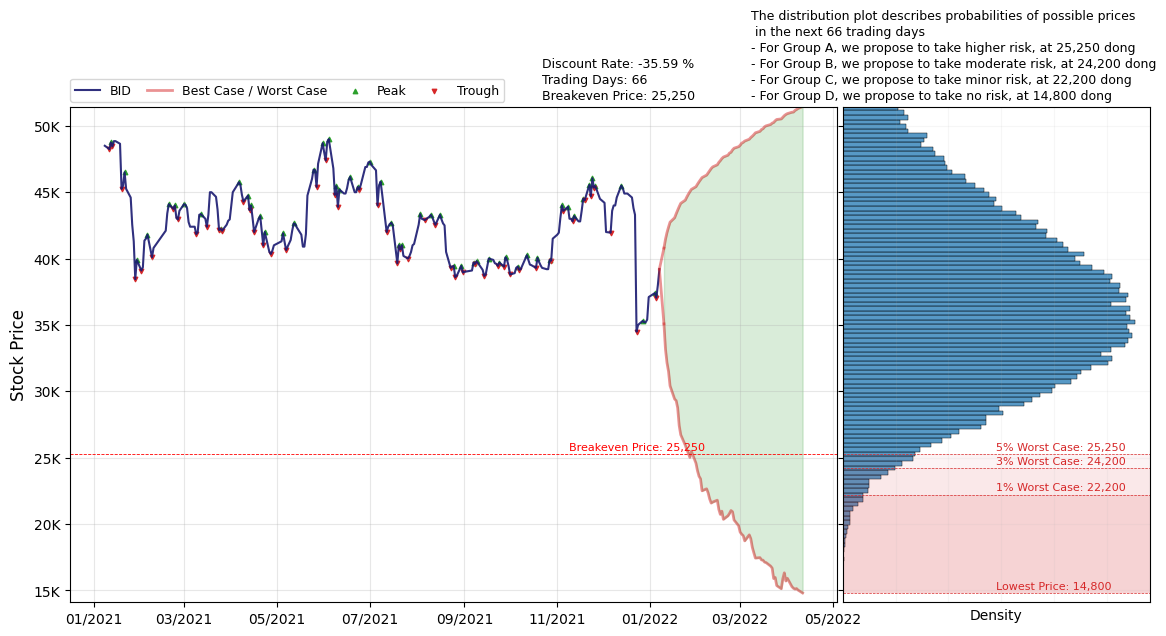 The distribution plot describes probabilities of possible prices
in the next 66 trading days
- For Group A, we propose to take higher risk, at 25,250 dong
- For Group B, we propose to take moderate risk, at 24,200 dong
- For Group C, we propose to take minor risk, at 22,200 dong
- For Group D, we propose to take no risk, at 14,800 dong
Discount Rate: -35.59 %
Trading Days: 66
Breakeven Price: 25,250
BID
Best Case / Worst Case
Peak
Trough
Stock Price
50K
45K
40K
35K
30K
25K
20K
15K
Breakeven Price: 25,250
5% Worst Case: 25,250
3% Worst Case: 24,200
1% Worst Case: 22,200
Lowest Price: 14,800
01/2021
03/2021
05/2021
07/2021
09/2021
11/2021
01/2022
03/2022
05/2022
Density